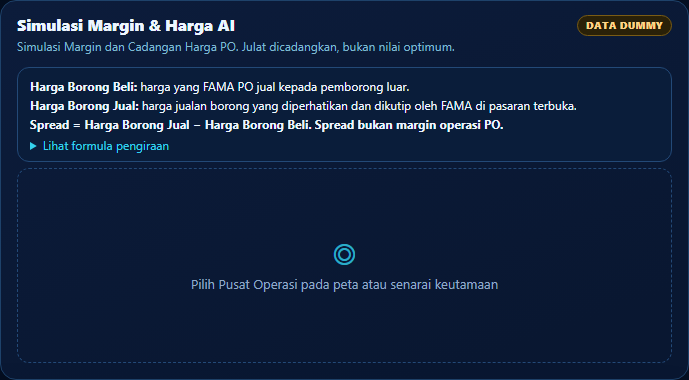 Simulasi Margin & Harga AI
DATA DUMMY
Simulasi Margin dan Cadangan Harga PO. Julat dicadangkan, bukan nilai optimum.
Harga Borong Beli: harga yang FAMA PO jual kepada pemborong luar.
Harga Borong Jual: harga jualan borong yang diperhatikan dan dikutip oleh FAMA di pasaran terbuka.
Spread = Harga Borong Jual − Harga Borong Beli. Spread bukan margin operasi PO.
Lihat formula pengiraan
Pilih Pusat Operasi pada peta atau senarai keutamaan